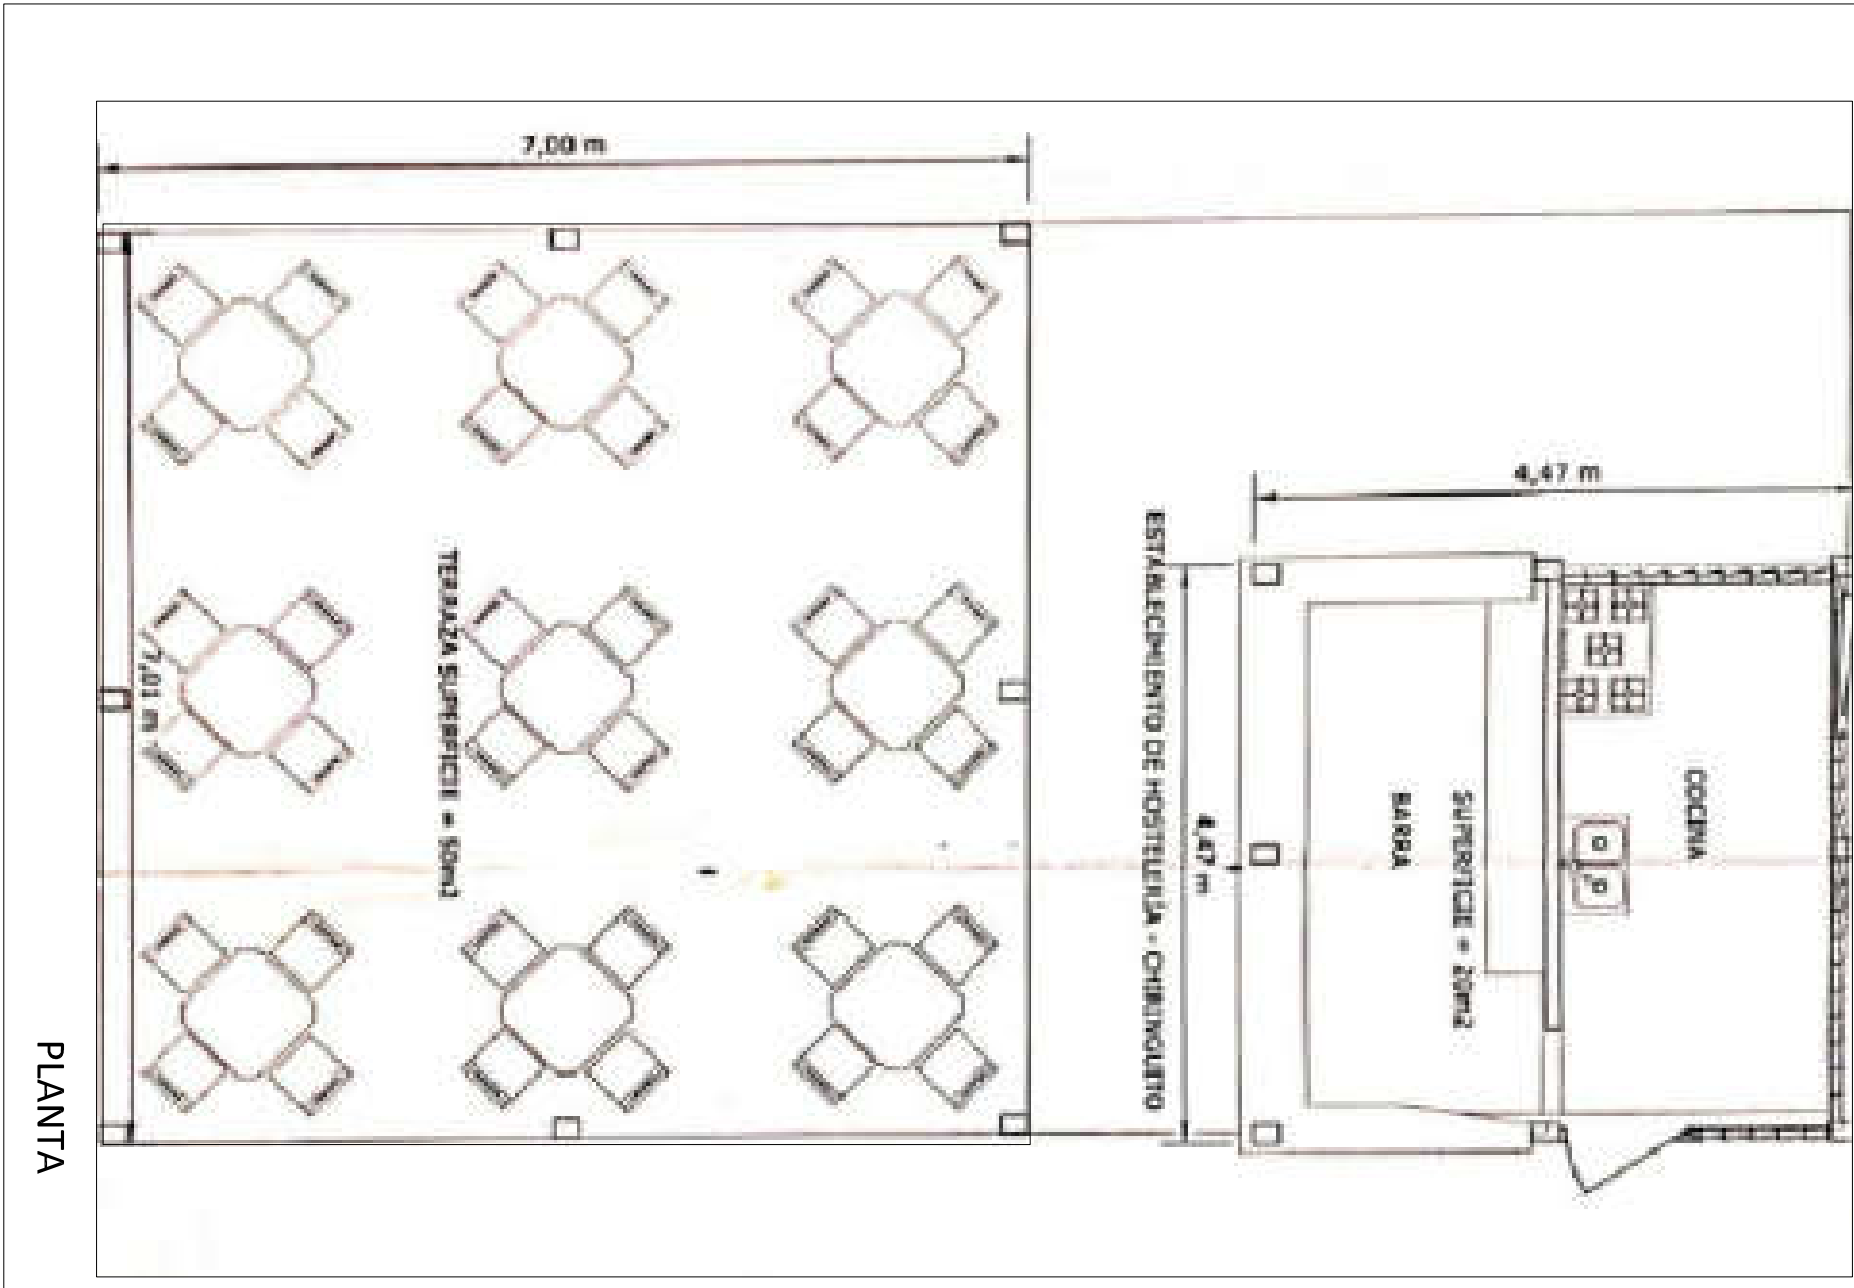 7,00 m
4,47 m
ESTABLECIMIENTO DE HOSTELERIA - CHIRINGUITO
TERRAZA SUPERFICIE = 50m2
7,01 m
4,47 m
COCINA
SUPERFICIE = 20m2
BARRA
PLANTA